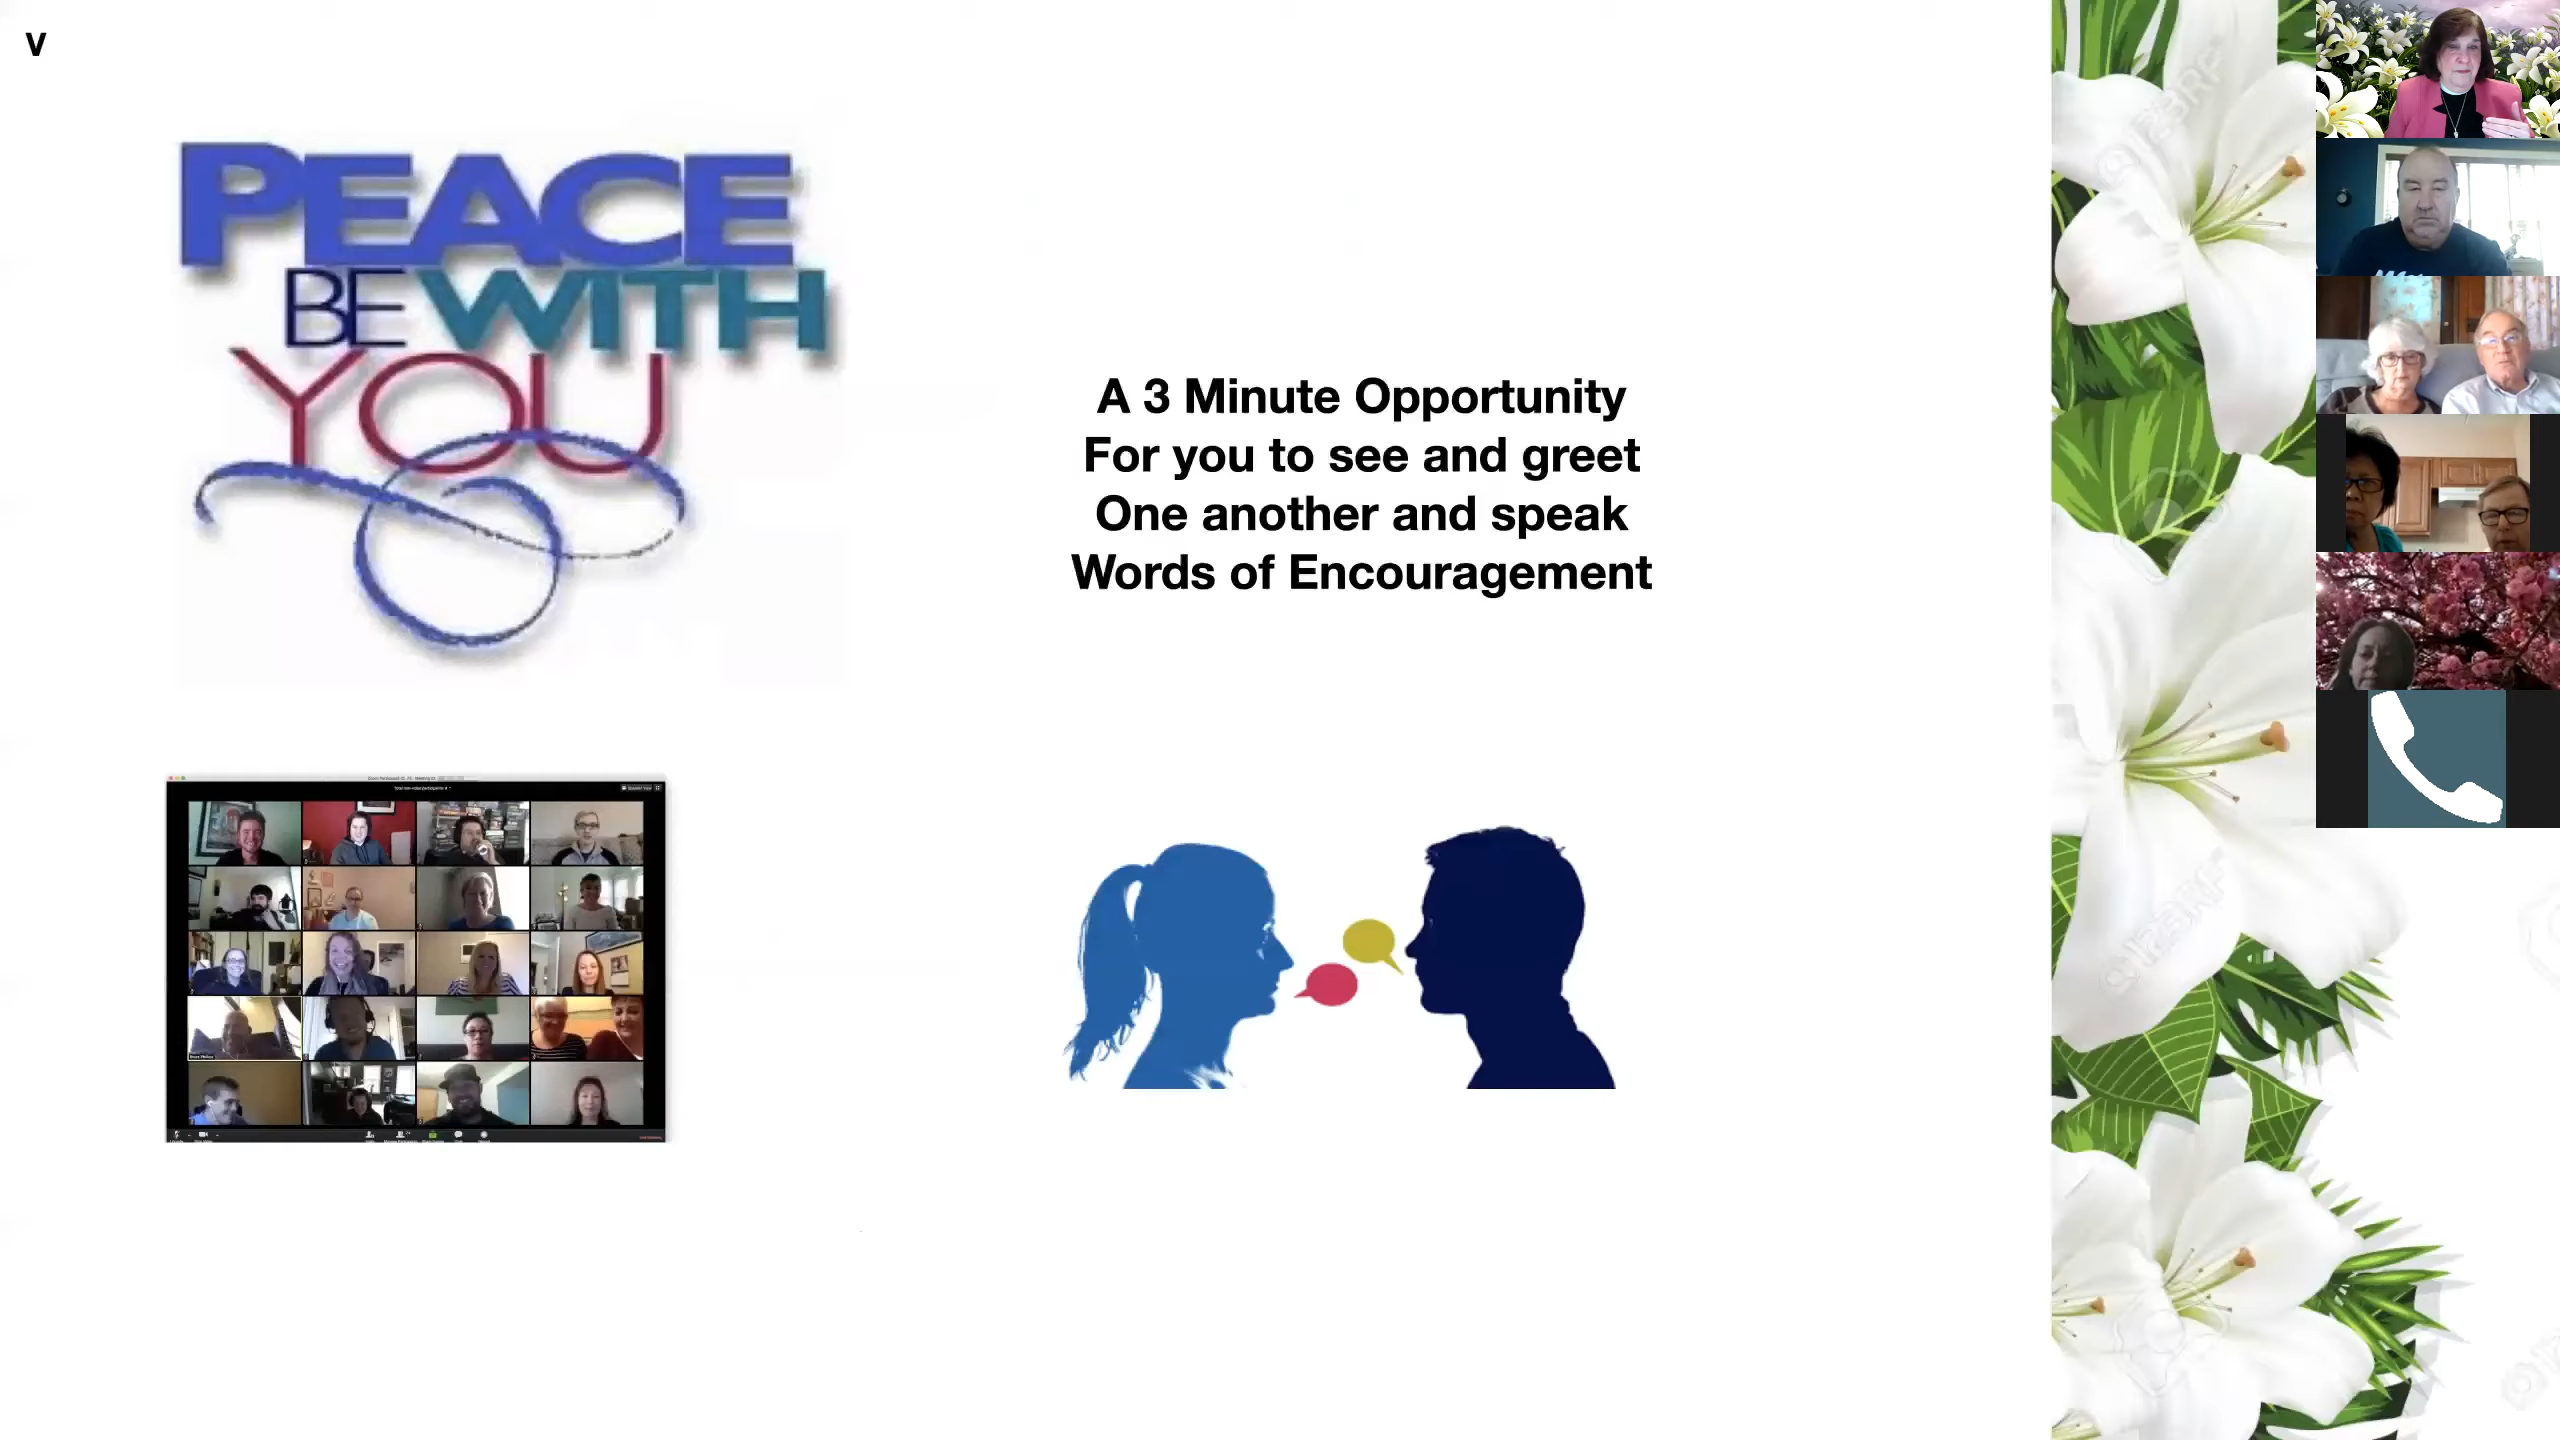 V
PEACE
BE WITH
YOU
A 3 Minute Opportunity
For you to see and greet
One another and speak
Words of Encouragement